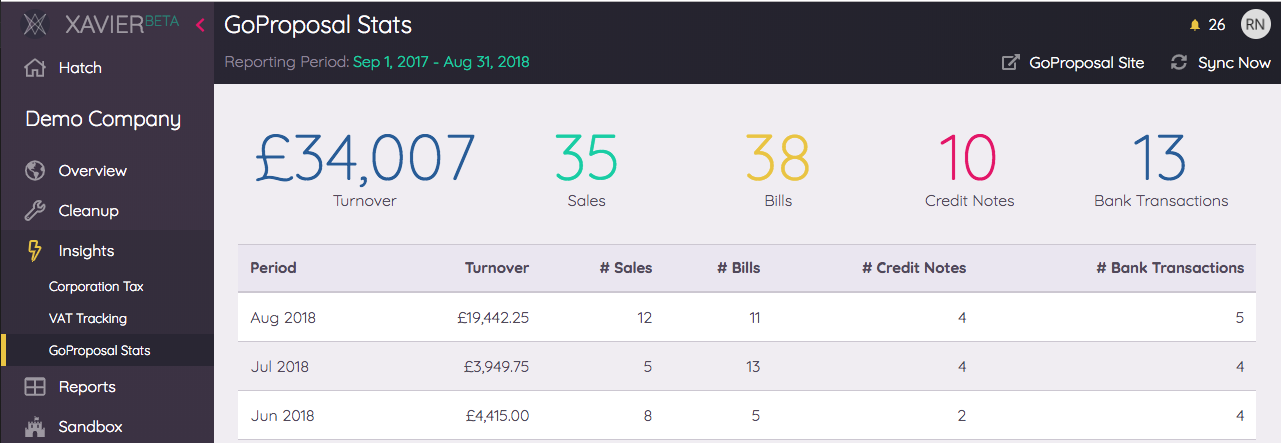 XAVIER BETA
Hatch
Demo Company
Overview
Cleanup
Insights
Corporation Tax
VAT Tracking
GoProposal Stats
Reports
Sandbox
GoProposal Stats
26 RN
Reporting Period: Sep 1, 2017 - Aug 31, 2018
GoProposal Site Sync Now
£34,007 35 38 10 13
Turnover Sales Bills Credit Notes Bank Transactions
Period Turnover # Sales # Bills # Credit Notes # Bank Transactions
Aug 2018 £19,442.25 12 11 4 5
Jul 2018 £3,949.75 5 13 4 4
Jun 2018 £4,415.00 8 5 2 4